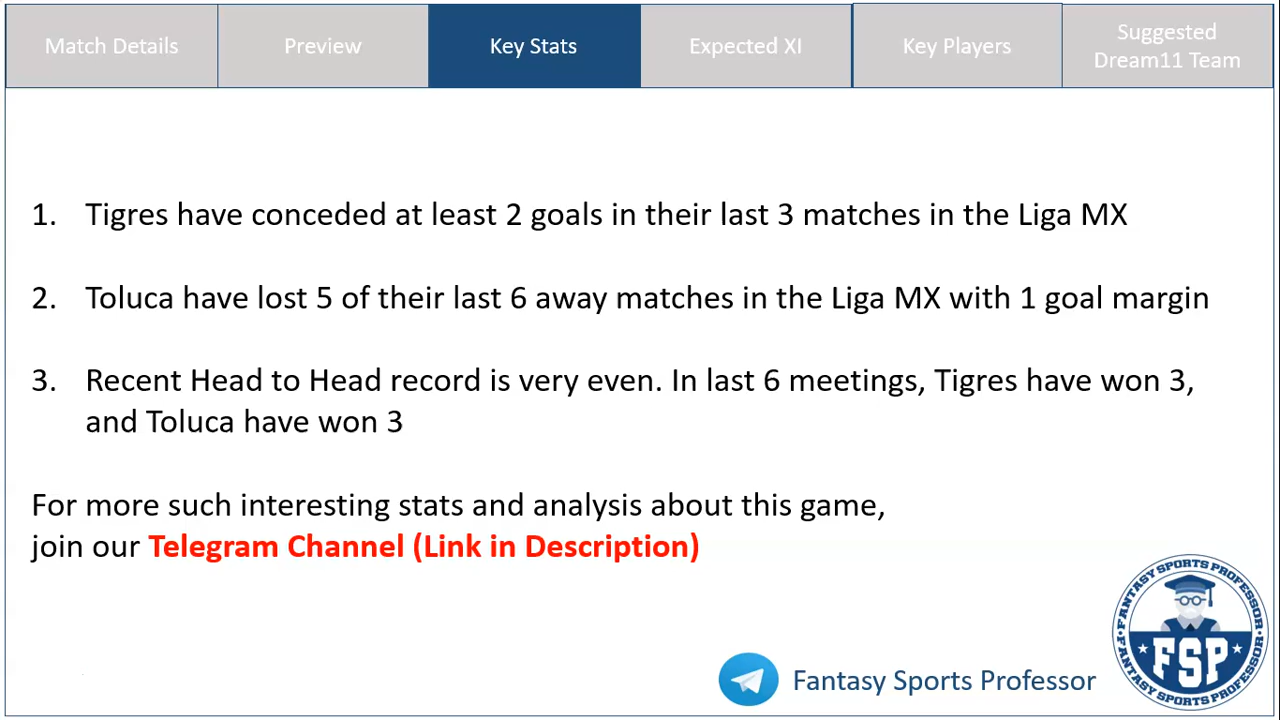 Match Details
Preview
Key Stats
Expected XI
Key Players
Suggested
Dream11 Team
1. Tigres have conceded at least 2 goals in their last 3 matches in the Liga MX
2. Toluca have lost 5 of their last 6 away matches in the Liga MX with 1 goal margin
3. Recent Head to Head record is very even. In last 6 meetings, Tigres have won 3,
and Toluca have won 3
For more such interesting stats and analysis about this game,
join our Telegram Channel (Link in Description)
Fantasy Sports Professor
•FANTASY SPORTS PROFESSOR•
FSP
FANTASY SPORTS PROFESSOR